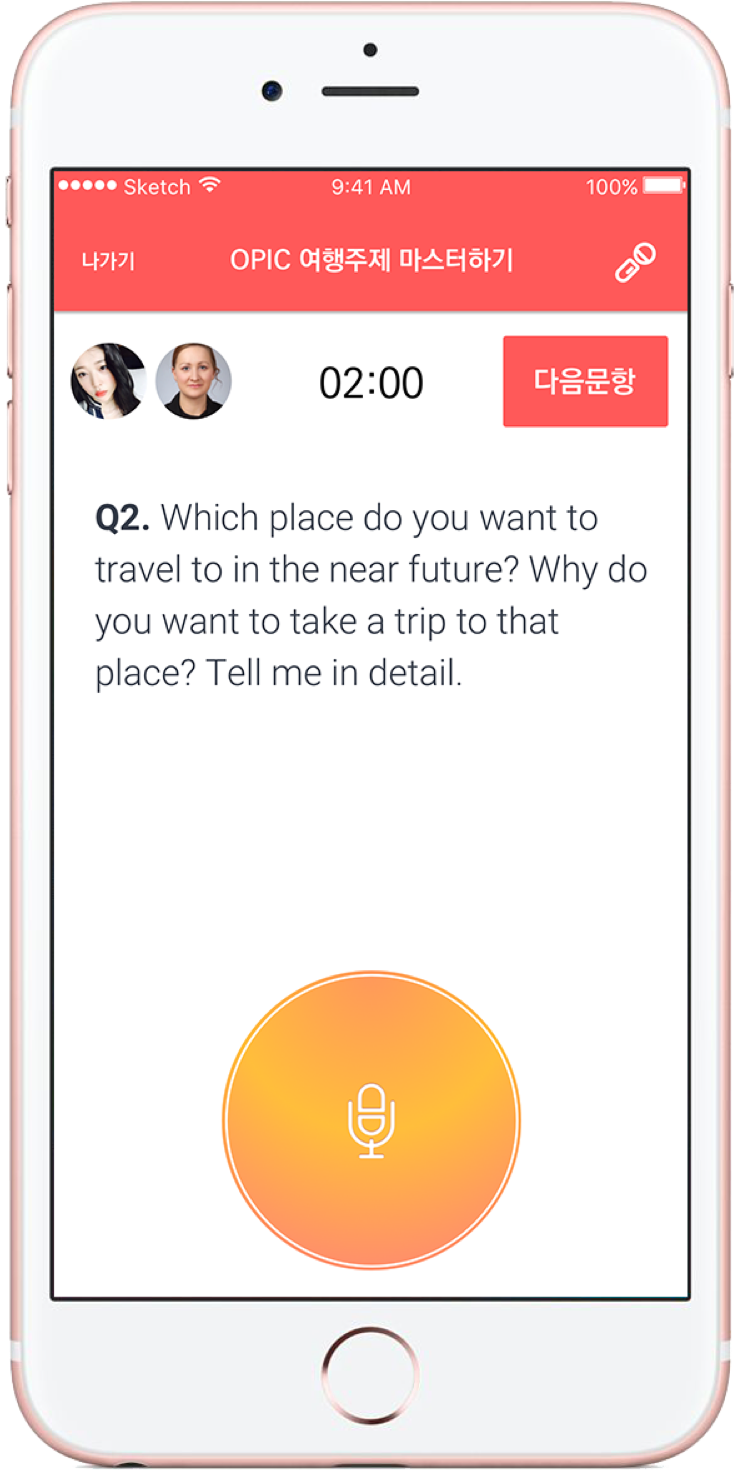 Sketch 9:41 AM 100%
나가기 OPIC 여행주제 마스터하기
02:00 다음문항
Q2. Which place do you want to
travel to in the near future? Why do
you want to take a trip to that
place? Tell me in detail.